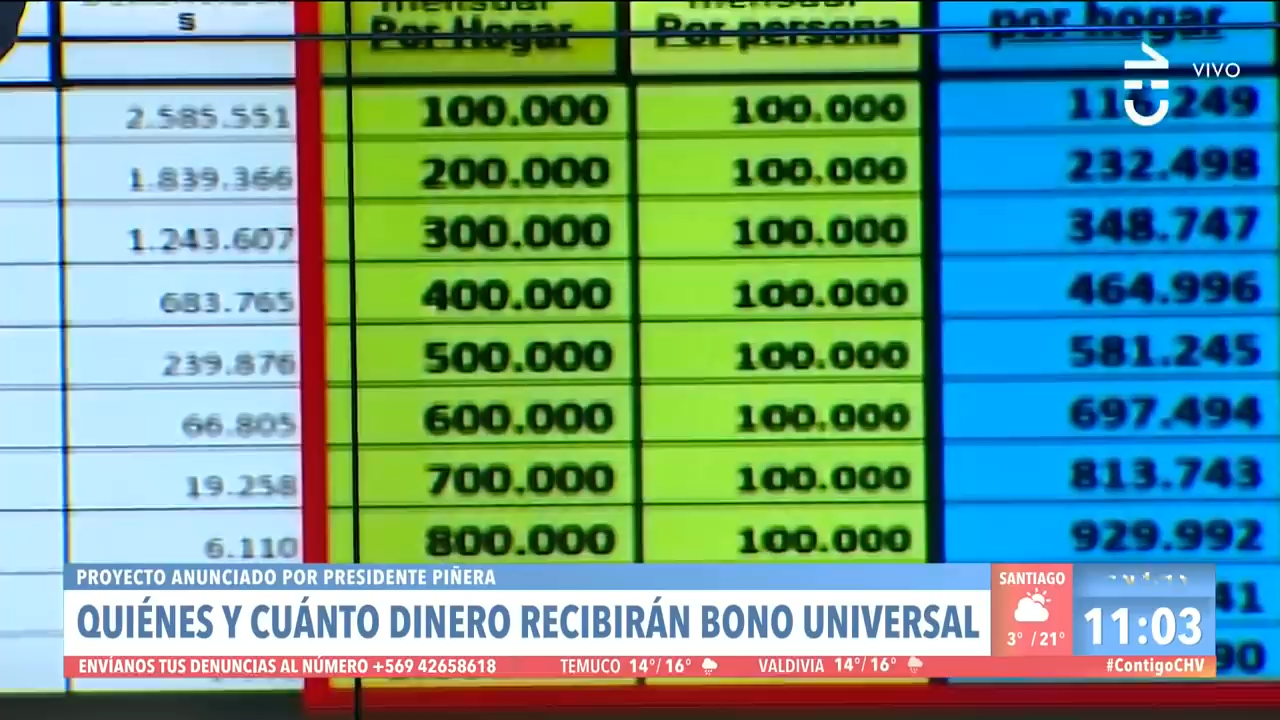 s
mensual
Por Hogar
mensual
Por persona
por hogar
CHV
VIVO
2.585.551 100.000 100.000
1.839.366 200.000 100.000 232.498
1.243.607 300.000 100.000 348.747
683.765 400.000 100.000 464.996
239.876 500.000 100.000 581.245
66.805 600.000 100.000 697.494
19.258 700.000 100.000 813.743
6.110 800.000 100.000 929.992
PROYECTO ANUNCIADO POR PRESIDENTE PIÑERA
QUIÉNES Y CUÁNTO DINERO RECIBIRÁN BONO UNIVERSAL
SANTIAGO
3° / 21°
11:03
41
90
ENVÍANOS TUS DENUNCIAS AL NÚMERO +569 42658618 TEMUCO 14°/ 16° VALDIVIA 14°/ 16° #ContigoCHV